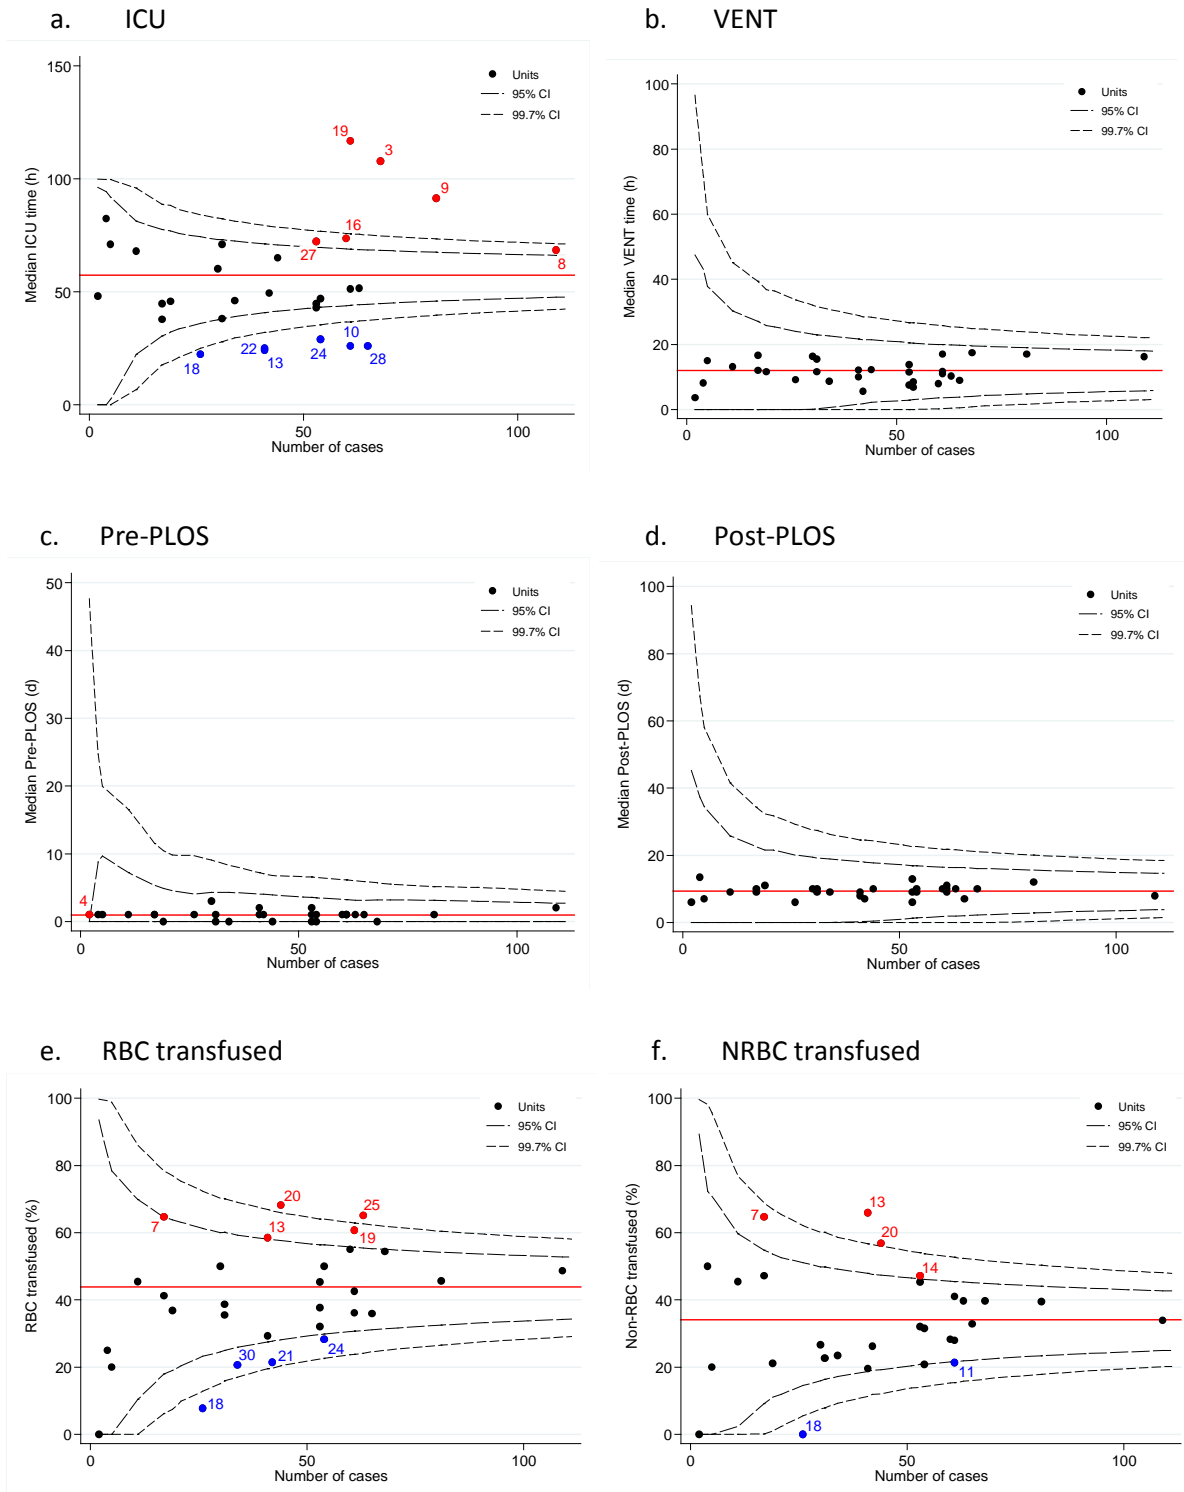 a. ICU
150
100
50
0
Median ICU time (h)
Units
95% CI
99.7% CI
19
3
9
16
27
8
10
22
13
24
28
18
0 50 100
Number of cases
b. VENT
100
80
60
40
20
0
Median VENT time (h)
Units
95% CI
99.7% CI
0 50 100
Number of cases
c. Pre-PLOS
50
40
30
20
10
0
Median Pre-PLOS (d)
Units
95% CI
99.7% CI
4
0 50 100
Number of cases
d. Post-PLOS
100
80
60
40
20
0
Median Post-PLOS (d)
Units
95% CI
99.7% CI
0 50 100
Number of cases
e. RBC transfused
100
80
60
40
20
0
RBC transfused (%)
Units
95% CI
99.7% CI
20
25
7
13
19
30
21
24
18
0 50 100
Number of cases
f. NRBC transfused
100
80
60
40
20
0
Non-RBC transfused (%)
Units
95% CI
99.7% CI
13
7
20
14
11
18
0 50 100
Number of cases